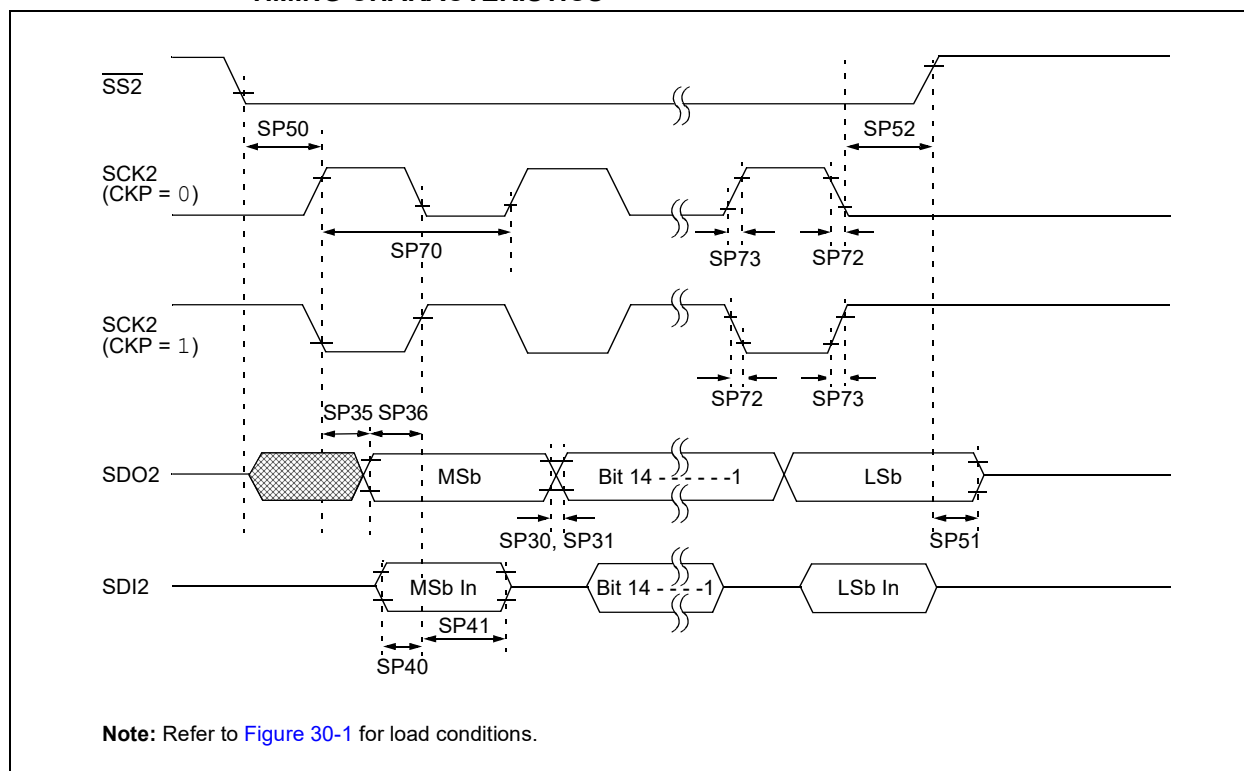 TIMING CHARACTERISTICS
SS2
SP50
SP52
SCK2
(CKP = 0)
SP70
SP73
SP72
SCK2
(CKP = 1)
SP72
SP73
SP35
SP36
SDO2
MSb
Bit 14 - - - - - -1
LSb
SP30, SP31
SP51
SDI2
MSb In
Bit 14 - - - -1
LSb In
SP41
SP40
Note: Refer to Figure 30-1 for load conditions.